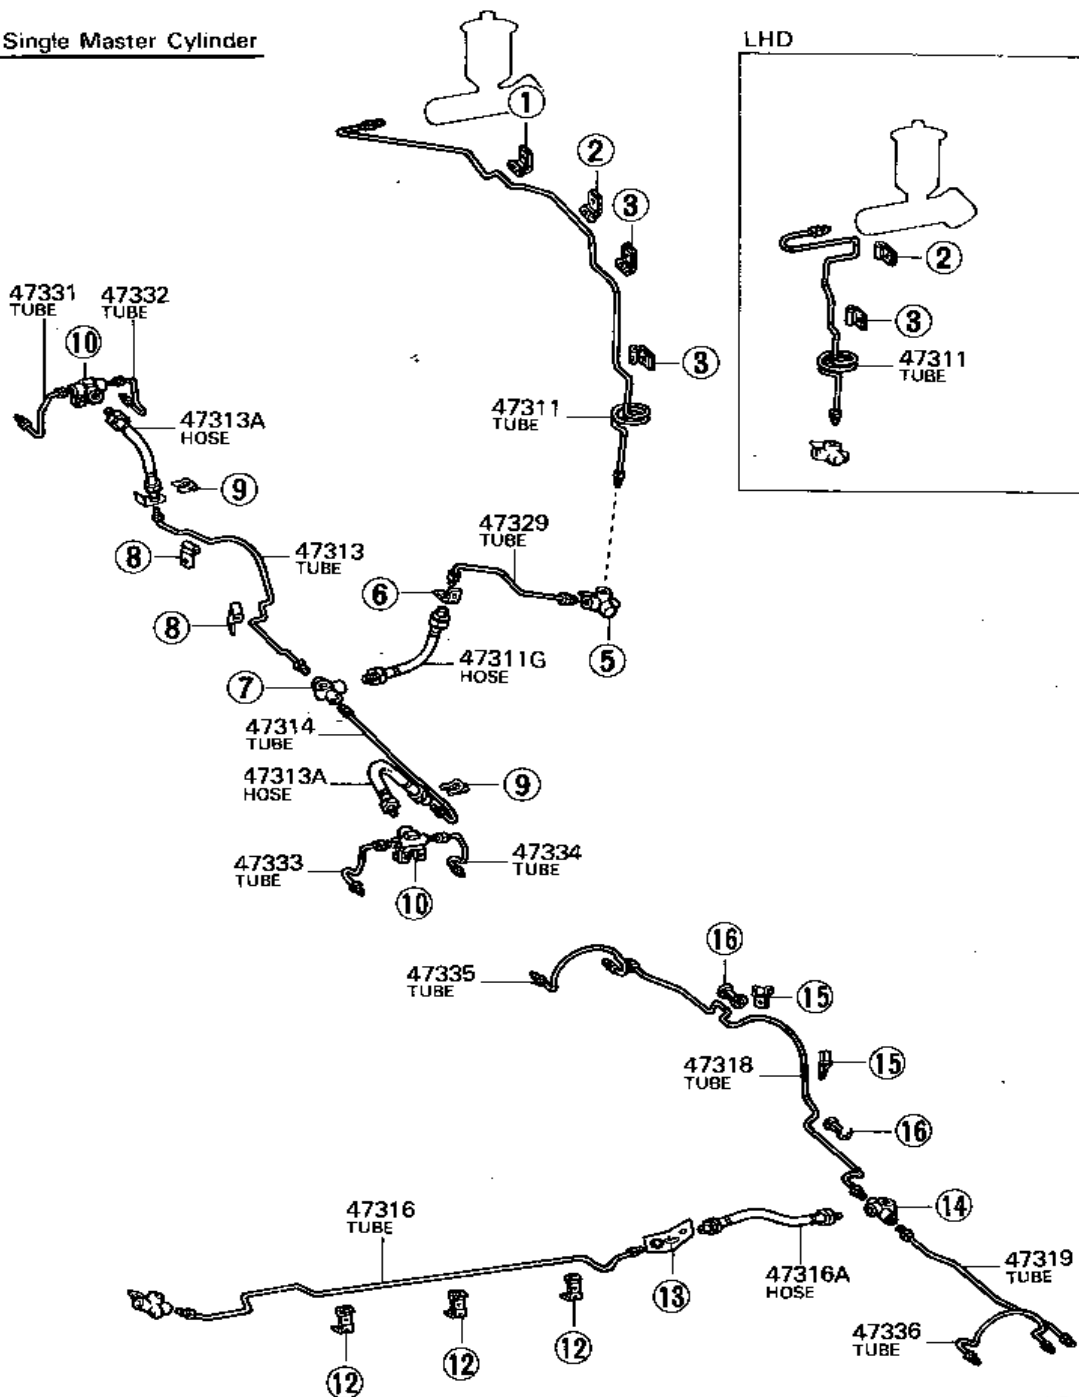 Single Master Cylinder
LHD
1
2
3
2
3
47331
TUBE
47332
TUBE
10
3
47311
TUBE
47311
TUBE
47313A
HOSE
9
47329
TUBE
8
47313
TUBE
6
8
5
47311G
HOSE
7
47314
TUBE
47313A
HOSE
9
47333
TUBE
47334
TUBE
10
16
47335
TUBE
15
47318
TUBE
15
16
47316
TUBE
14
13
47316A
HOSE
47319
TUBE
12
12
12
47336
TUBE